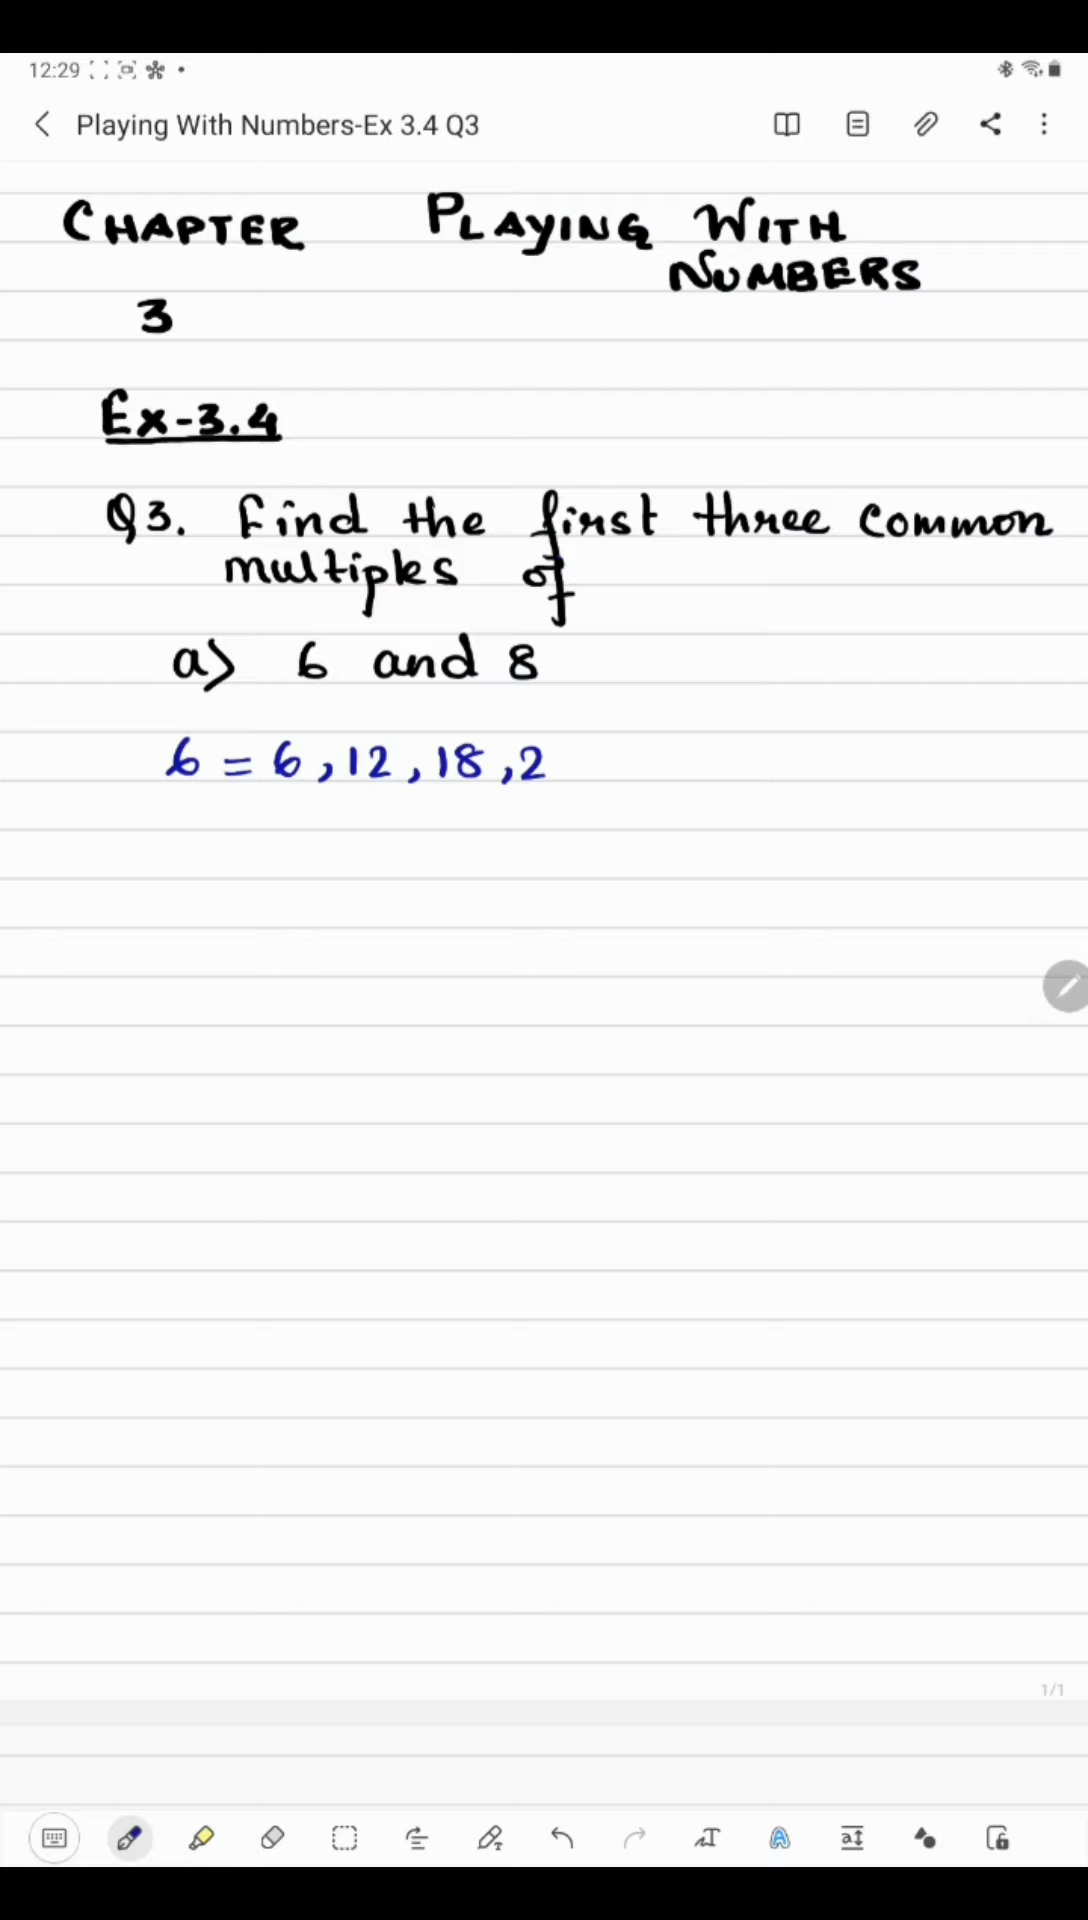 12:29
Playing With Numbers-Ex 3.4 Q3
CHAPTER PLAYING WITH
NUMBERS
3
Ex-3.4
Q3. Find the first three common
multiples of
a) 6 and 8
6 = 6, 12, 18, 2
1/1